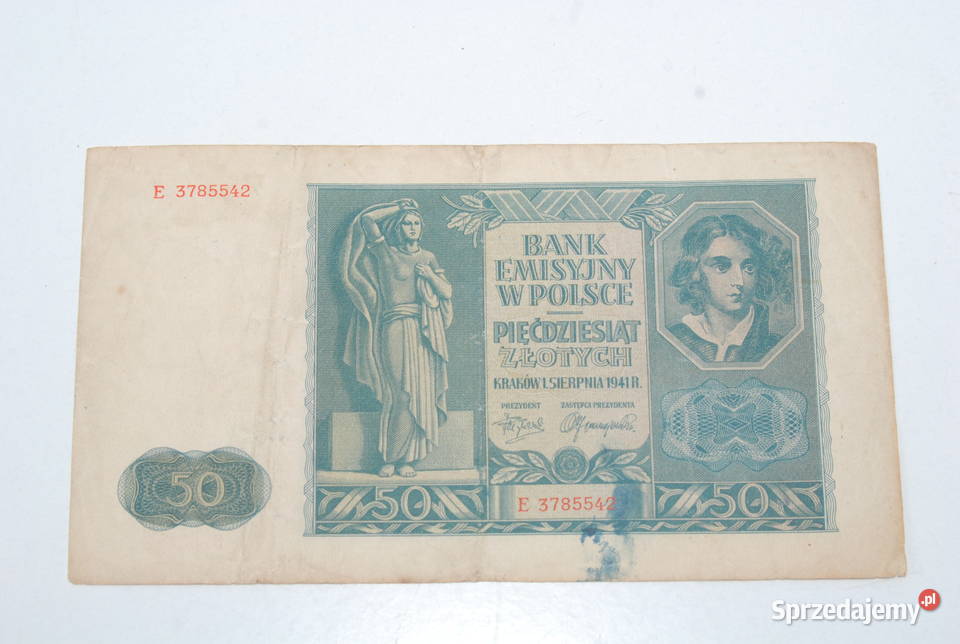 E 3785542
BANK
EMISYJNY
W POLSCE
PIĘĆDZIESIĄT
ZŁOTYCH
KRAKÓW 1. SIERPNIA 1941 R.
PREZYDENT ZASTĘPCA PREZYDENTA
50
50
E 3785542
50
Sprzedajemy.pl